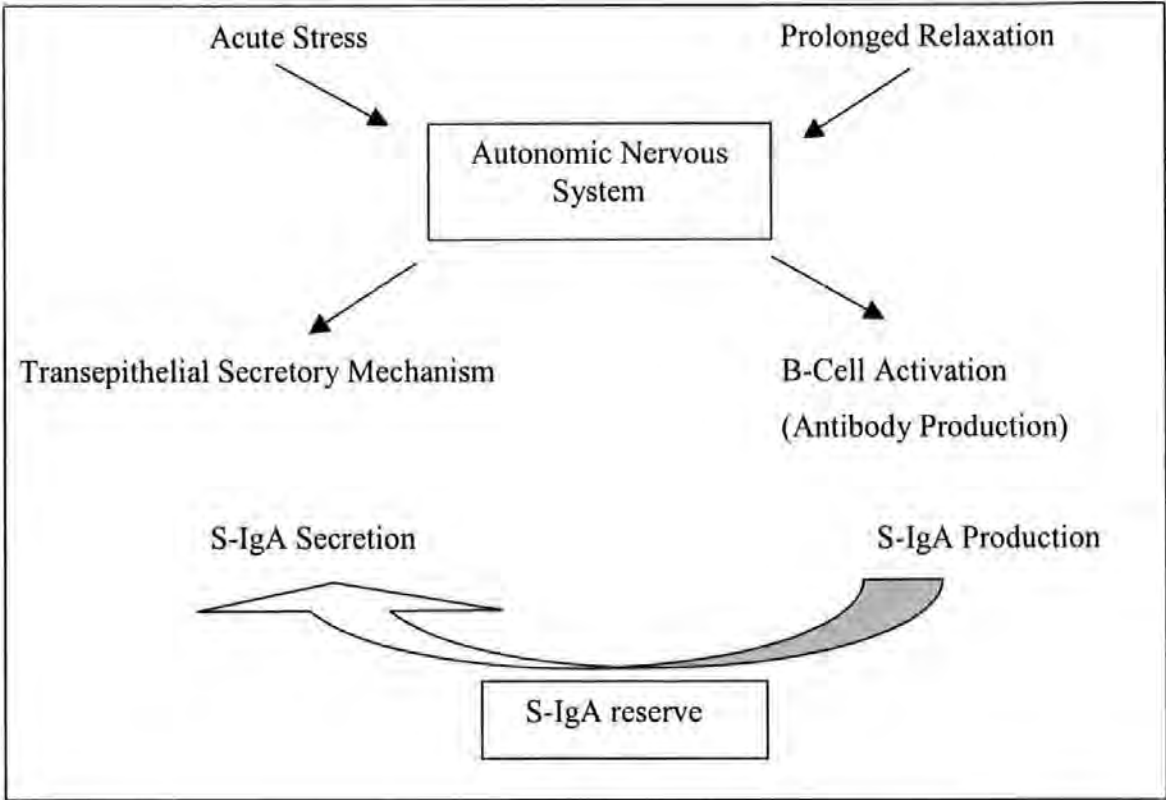 Acute Stress
Prolonged Relaxation
Autonomic Nervous
System
Transepithelial Secretory Mechanism
B-Cell Activation
(Antibody Production)
S-IgA Secretion
S-IgA Production
S-IgA reserve